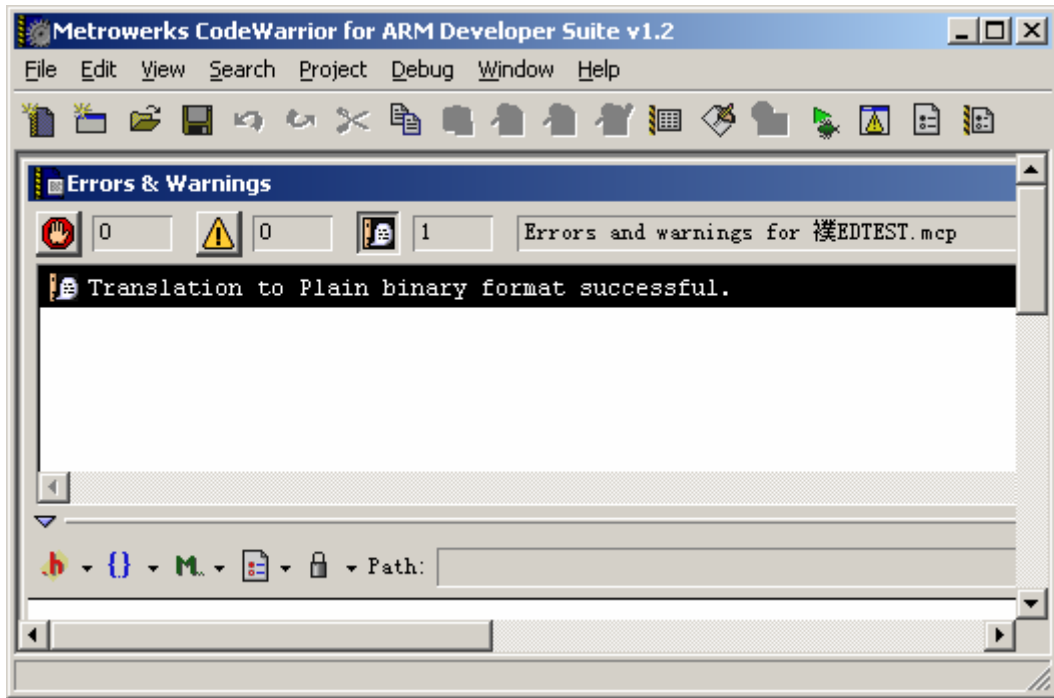 Metrowerks CodeWarrior for ARM Developer Suite v1.2
File Edit View Search Project Debug Window Help
Errors & Warnings
0 0 1 Errors and warnings for 襆EDTEST.mcp
Translation to Plain binary format successful.
.h {} M.. Path: